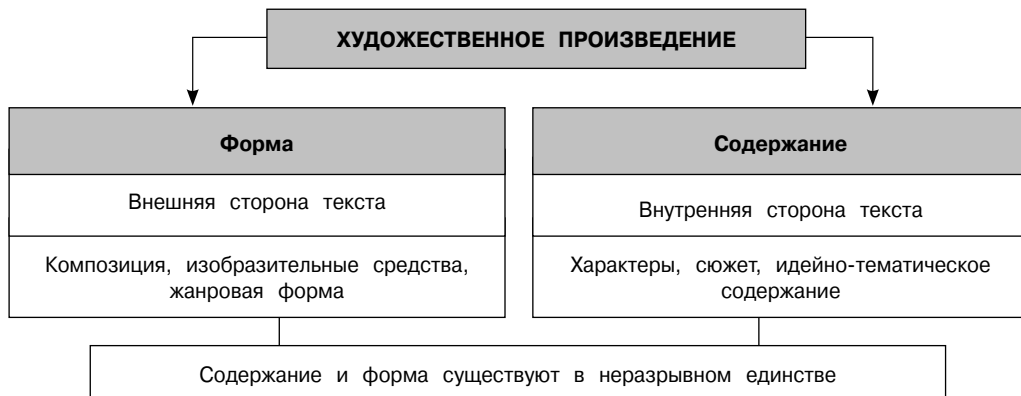 ХУДОЖЕСТВЕННОЕ ПРОИЗВЕДЕНИЕ
Форма
Внешняя сторона текста
Композиция, изобразительные средства,
жанровая форма
Содержание
Внутренняя сторона текста
Характеры, сюжет, идейно-тематическое
содержание
Содержание и форма существуют в неразрывном единстве